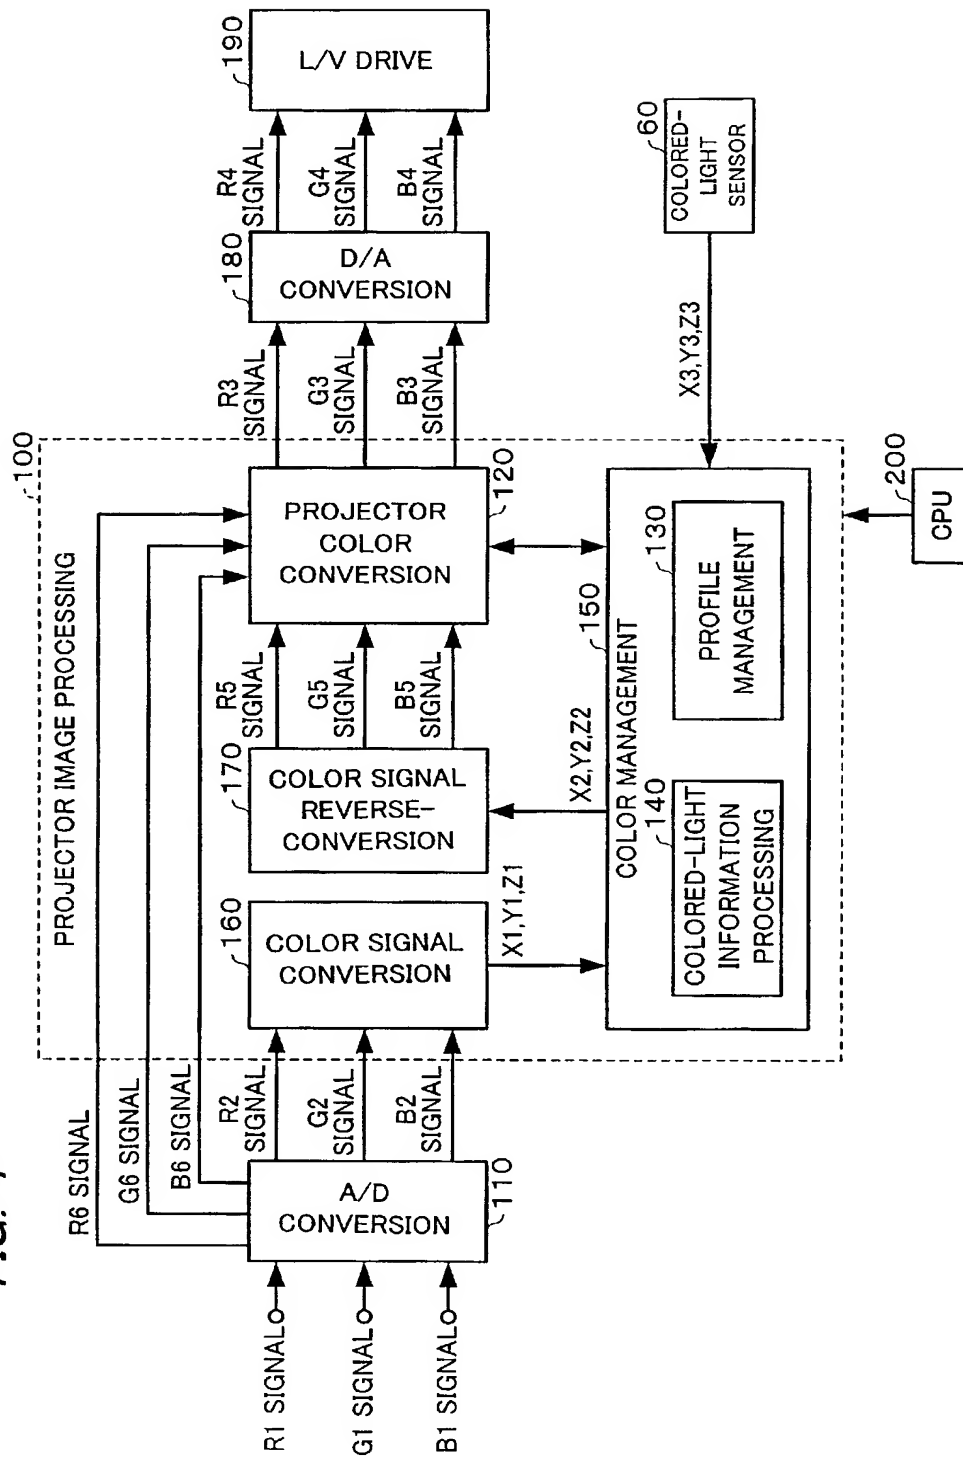 100
PROJECTOR IMAGE PROCESSING
R6 SIGNAL
G6 SIGNAL
B6 SIGNAL
R1 SIGNAL
G1 SIGNAL
B1 SIGNAL
A/D
CONVERSION
110
R2
SIGNAL
G2
SIGNAL
B2
SIGNAL
160
COLOR SIGNAL
CONVERSION
X1,Y1,Z1
170
COLOR SIGNAL
REVERSE-
CONVERSION
X2,Y2,Z2
R5
SIGNAL
G5
SIGNAL
B5
SIGNAL
PROJECTOR
COLOR
CONVERSION
120
R3
SIGNAL
G3
SIGNAL
B3
SIGNAL
180
D/A
CONVERSION
R4
SIGNAL
G4
SIGNAL
B4
SIGNAL
190
L/V DRIVE
COLOR MANAGEMENT
150
140
COLORED-LIGHT
INFORMATION
PROCESSING
130
PROFILE
MANAGEMENT
X3,Y3,Z3
60
COLORED-
LIGHT
SENSOR
200
CPU